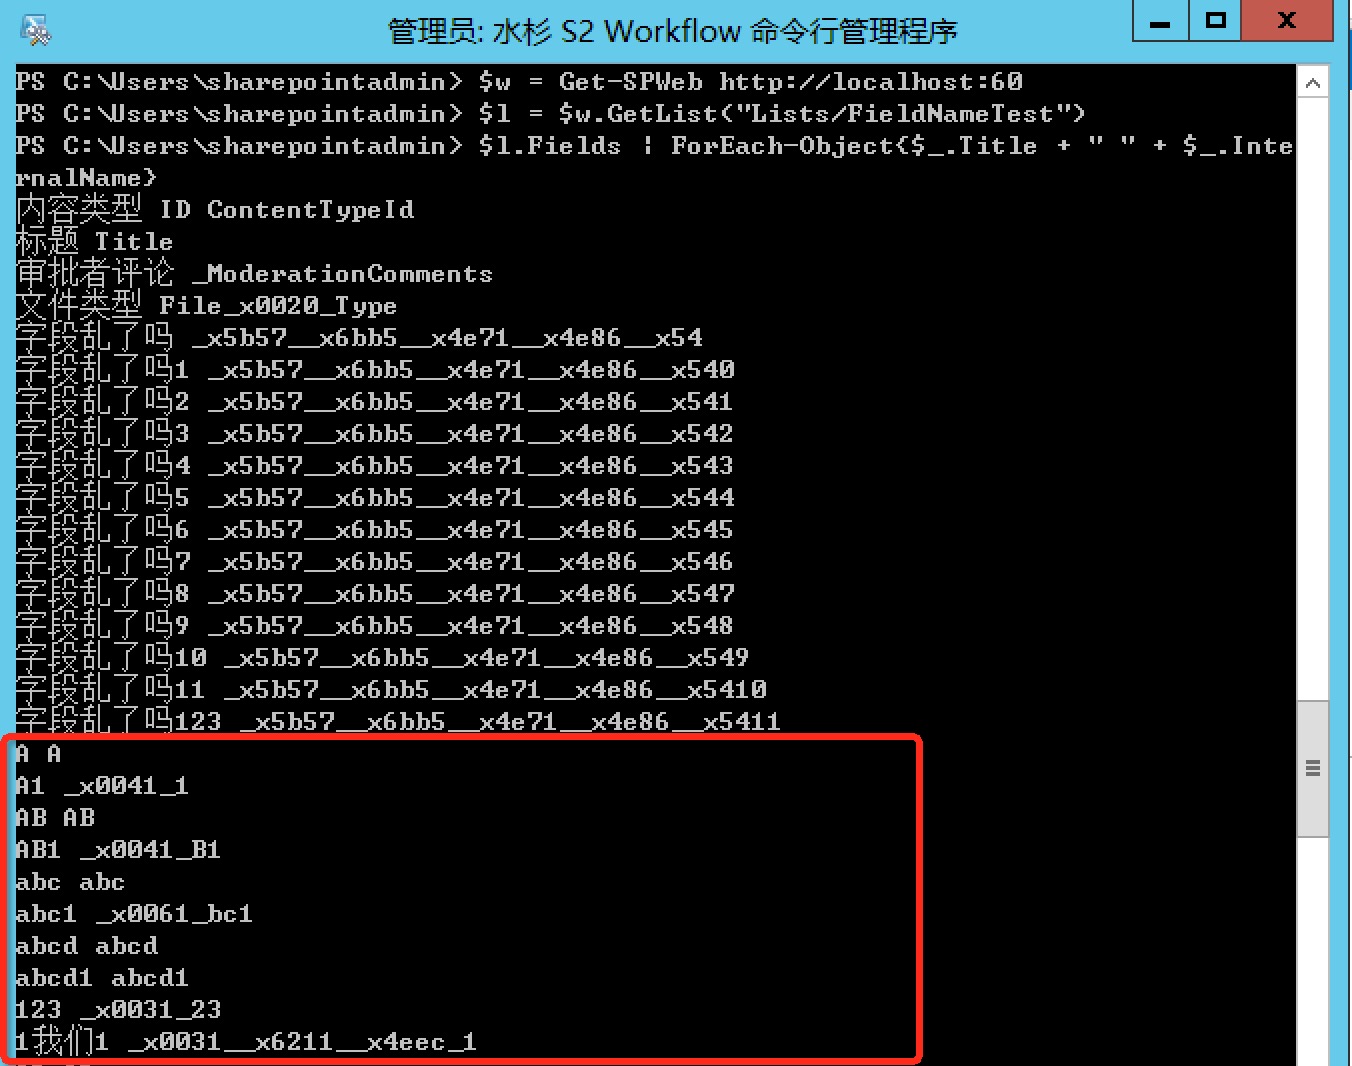 管理员: 水杉 S2 Workflow 命令行管理程序
PS C:\Users\sharepointadmin> $w = Get-SPWeb http://localhost:60
PS C:\Users\sharepointadmin> $l = $w.GetList("Lists/FieldNameTest")
PS C:\Users\sharepointadmin> $l.Fields | ForEach-Object{$_.Title + " " + $_.Inte
rnalName}
内容类型 ID ContentTypeId
标题 Title
审批者评论 _ModerationComments
文件类型 File_x0020_Type
字段乱了吗 _x5b57__x6bb5__x4e71__x4e86__x54
字段乱了吗1 _x5b57__x6bb5__x4e71__x4e86__x540
字段乱了吗2 _x5b57__x6bb5__x4e71__x4e86__x541
字段乱了吗3 _x5b57__x6bb5__x4e71__x4e86__x542
字段乱了吗4 _x5b57__x6bb5__x4e71__x4e86__x543
字段乱了吗5 _x5b57__x6bb5__x4e71__x4e86__x544
字段乱了吗6 _x5b57__x6bb5__x4e71__x4e86__x545
字段乱了吗7 _x5b57__x6bb5__x4e71__x4e86__x546
字段乱了吗8 _x5b57__x6bb5__x4e71__x4e86__x547
字段乱了吗9 _x5b57__x6bb5__x4e71__x4e86__x548
字段乱了吗10 _x5b57__x6bb5__x4e71__x4e86__x549
字段乱了吗11 _x5b57__x6bb5__x4e71__x4e86__x5410
字段乱了吗123 _x5b57__x6bb5__x4e71__x4e86__x5411
A A
A1 _x0041_1
AB AB
AB1 _x0041_B1
abc abc
abc1 _x0061_bc1
abcd abcd
abcd1 abcd1
123 _x0031_23
1我们1 _x0031__x6211__x4eec_1